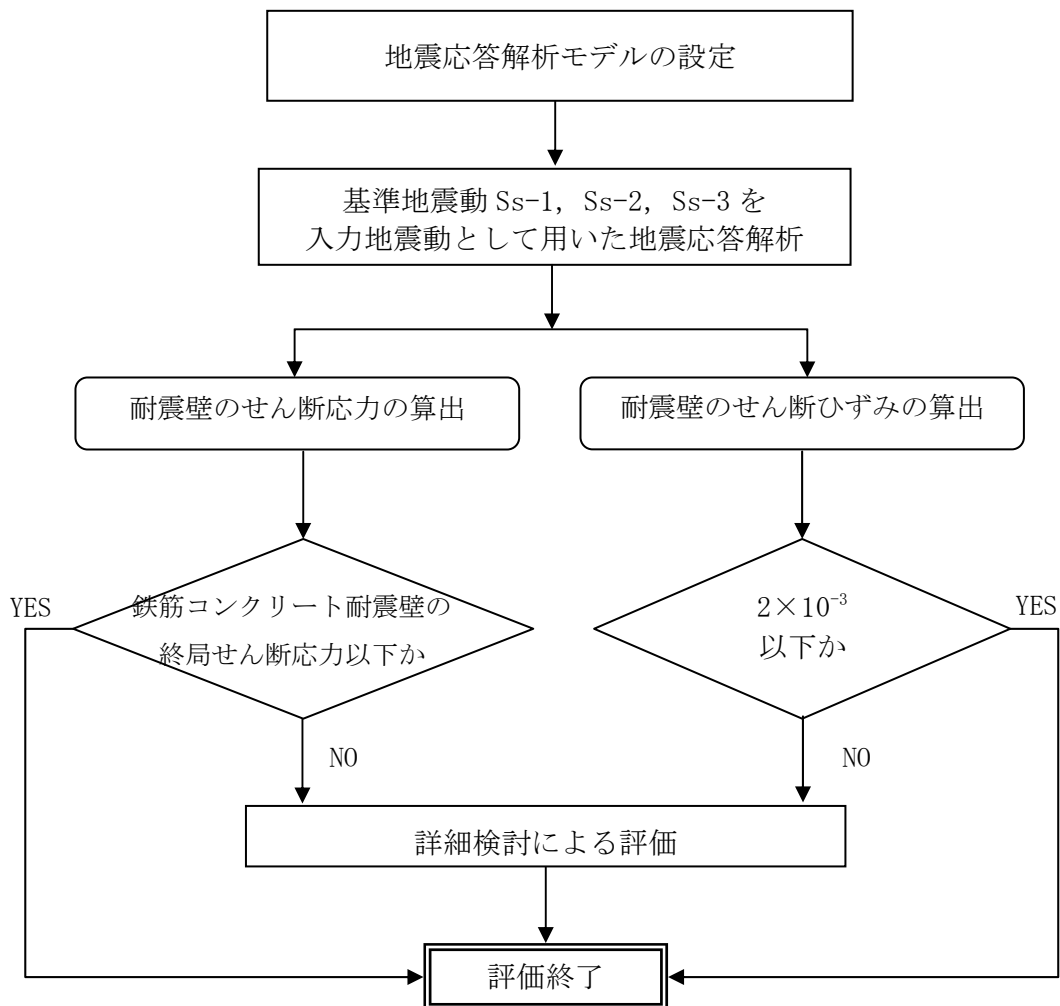 地震応答解析モデルの設定
基準地震動 Ss-1, Ss-2, Ss-3 を
入力地震動として用いた地震応答解析
耐震壁のせん断応力の算出
耐震壁のせん断ひずみの算出
YES
鉄筋コンクリート耐震壁の
終局せん断応力以下か
2×10⁻³
以下か
YES
NO
NO
詳細検討による評価
評価終了